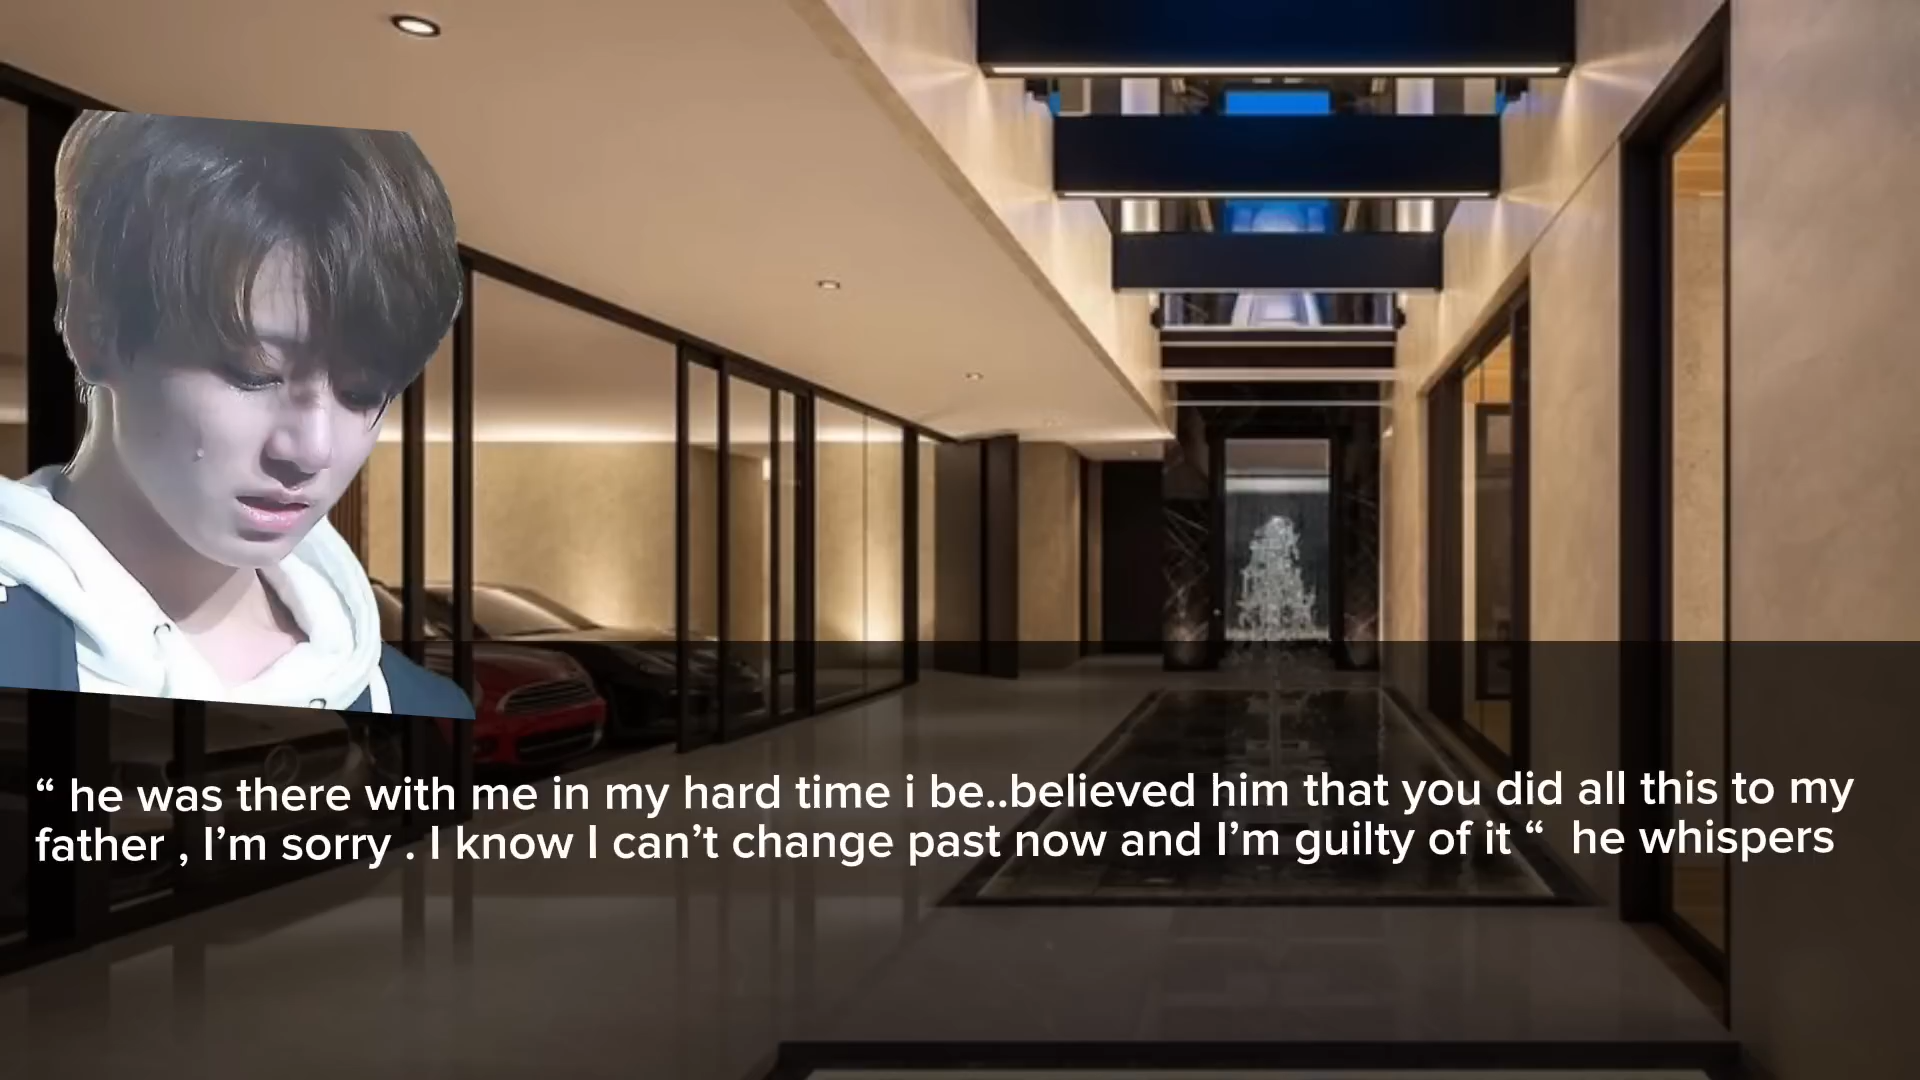 “ he was there with me in my hard time i be..believed him that you did all this to my
father , I’m sorry . I know I can’t change past now and I’m guilty of it “ he whispers